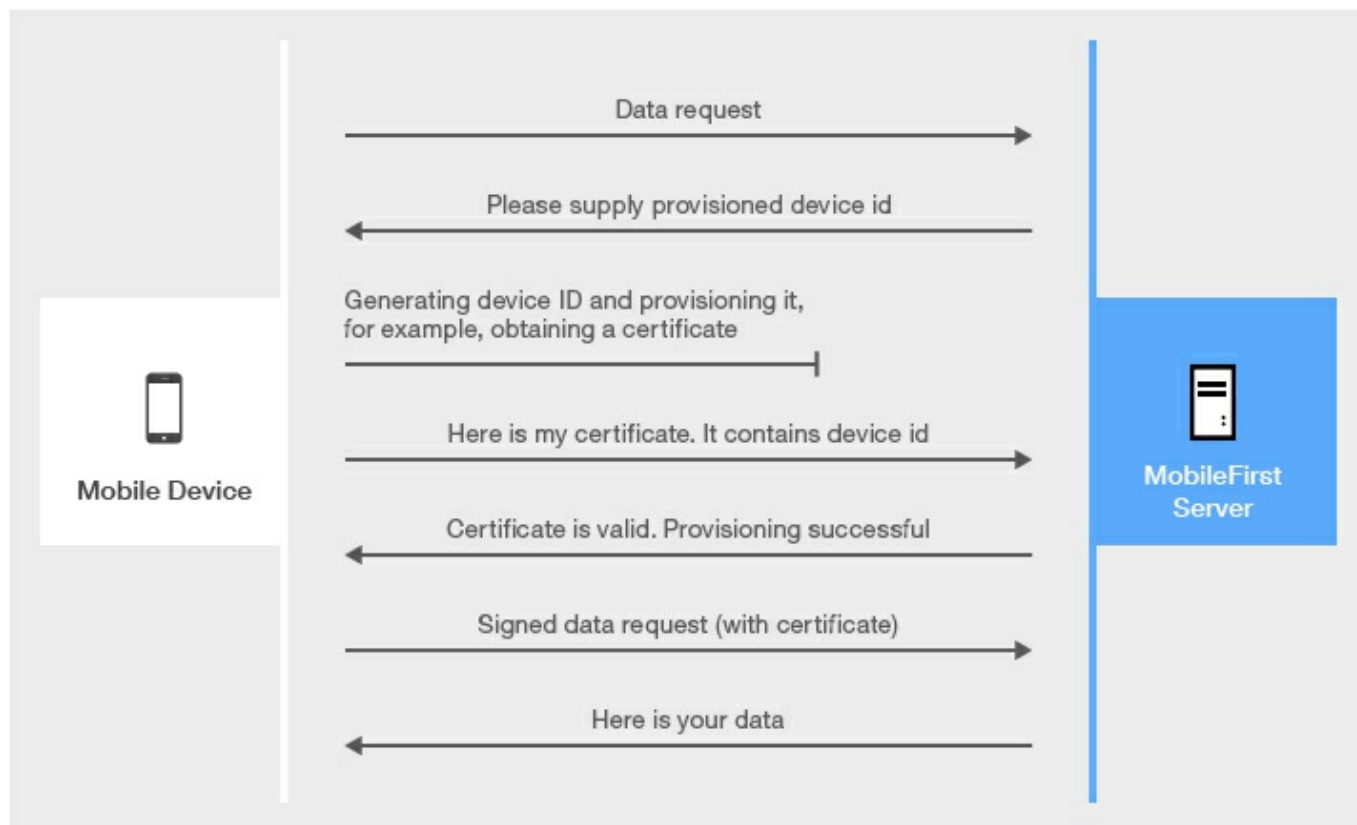 Data request
Please supply provisioned device id
Generating device ID and provisioning it,
for example, obtaining a certificate
Here is my certificate. It contains device id
Mobile Device
MobileFirst
Server
Certificate is valid. Provisioning successful
Signed data request (with certificate)
Here is your data